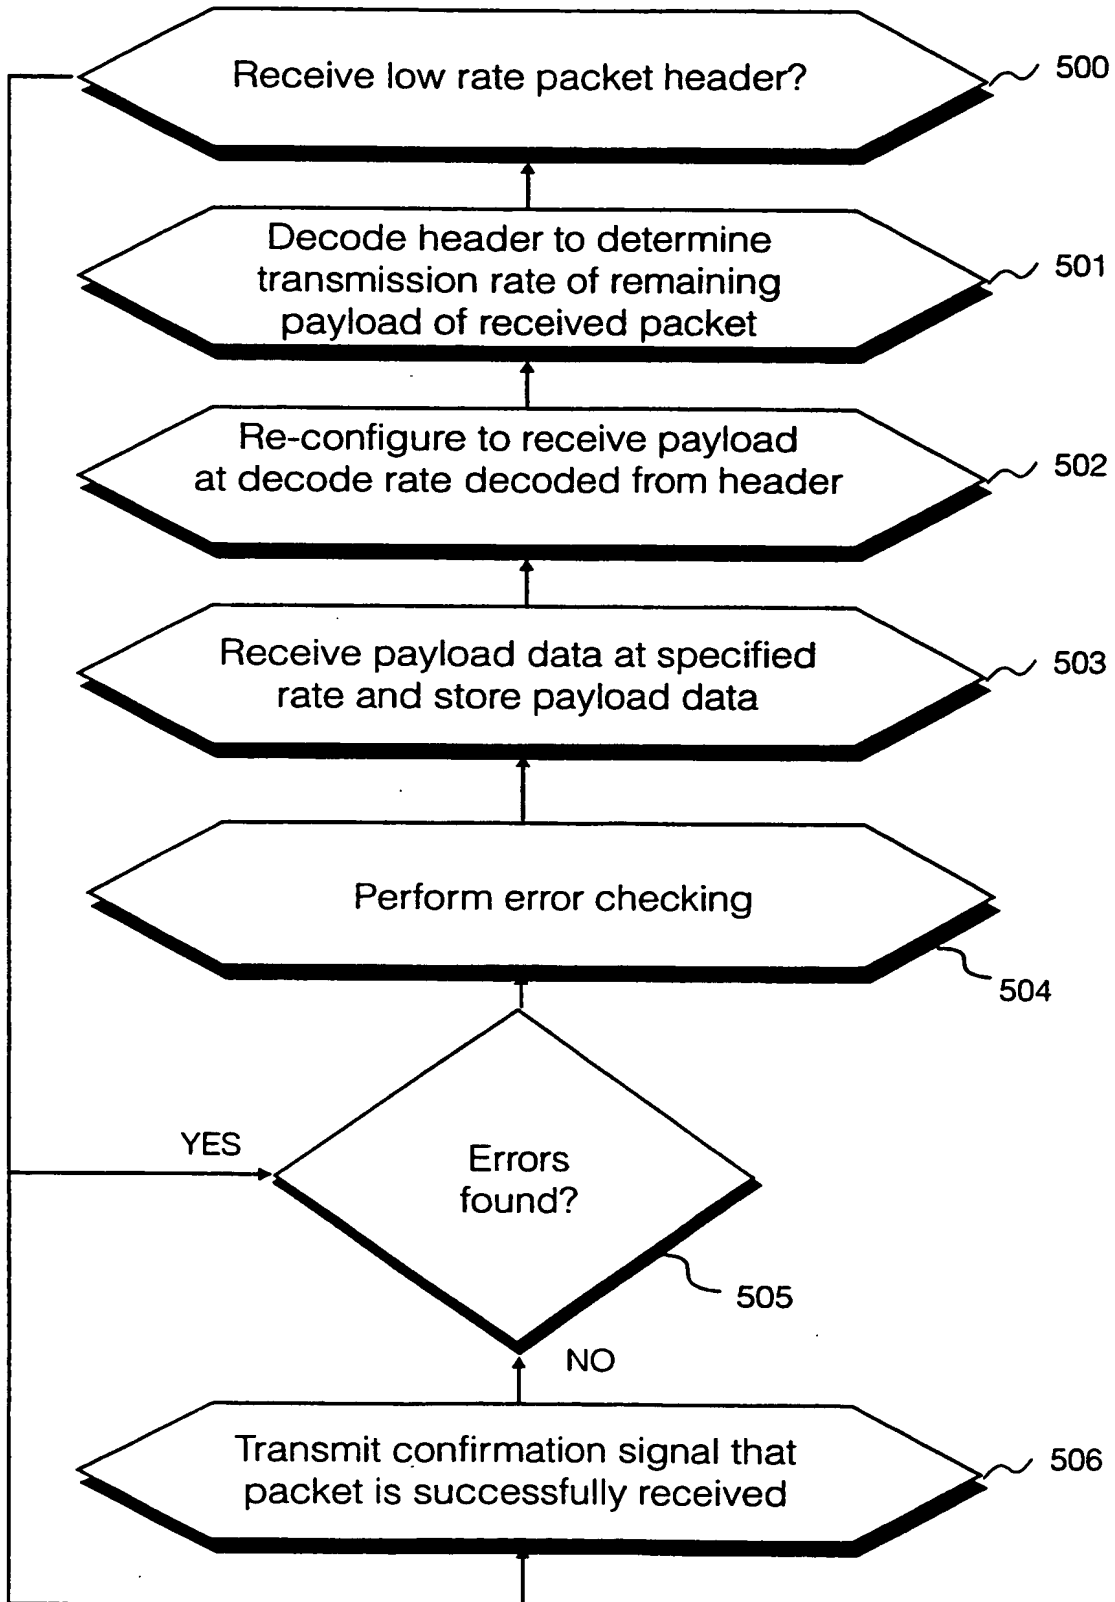 Receive low rate packet header?
500
Decode header to determine
transmission rate of remaining
payload of received packet
501
Re-configure to receive payload
at decode rate decoded from header
502
Receive payload data at specified
rate and store payload data
503
Perform error checking
504
YES
Errors
found?
505
NO
Transmit confirmation signal that
packet is successfully received
506